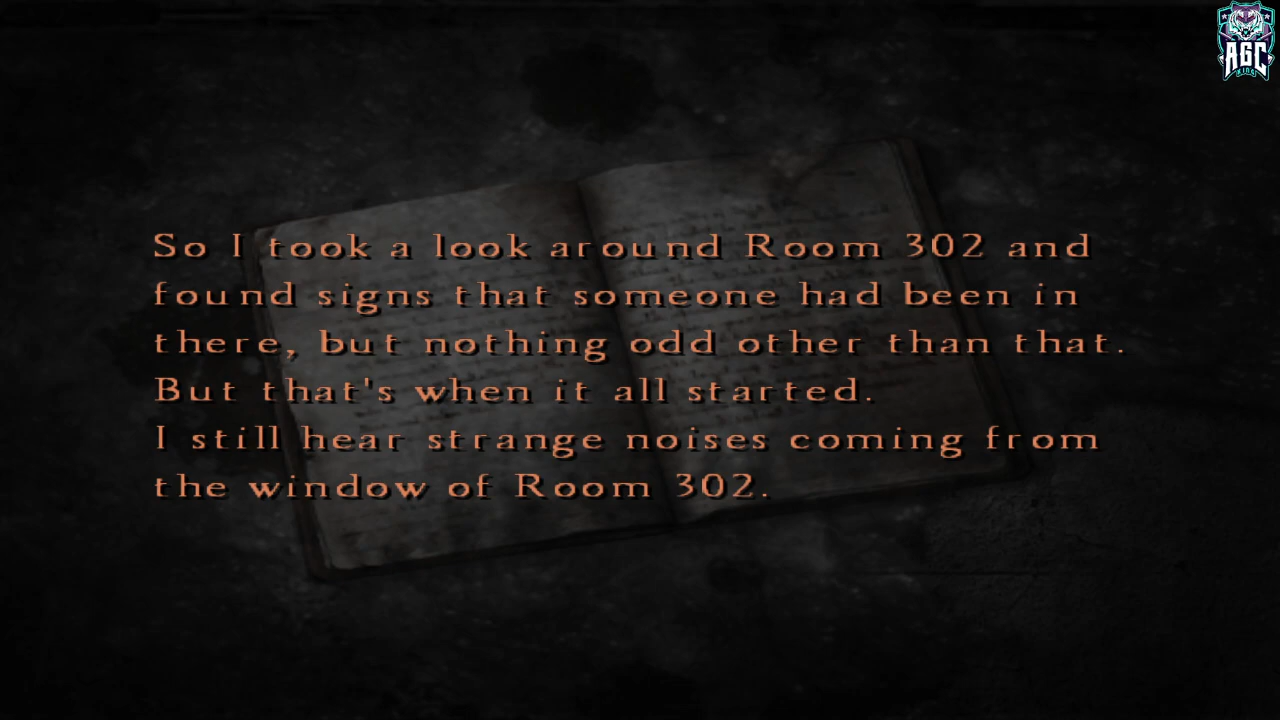 AGC
KING
So I took a look around Room 302 and
found signs that someone had been in
there, but nothing odd other than that.
But that's when it all started.
I still hear strange noises coming from
the window of Room 302.